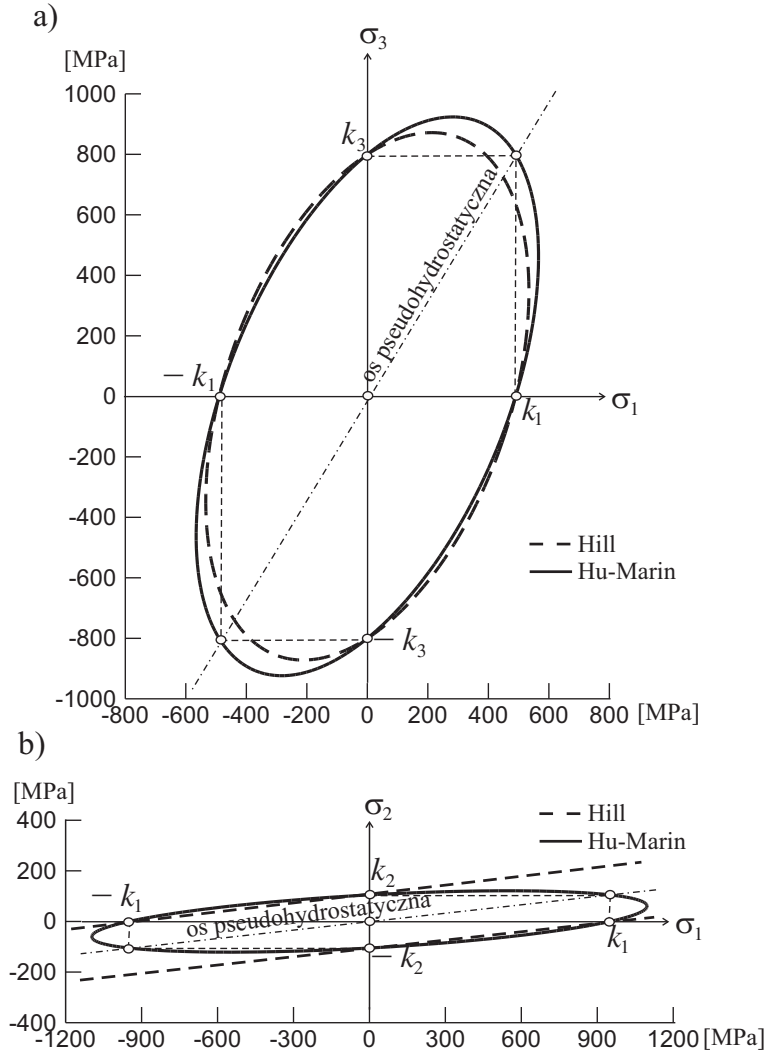 a)
σ₃
[MPa]
1000
k₃
800
600
400
200
os pseudohydrostatyczna
– k₁
0
σ₁
k₁
-200
-400
Hill
-600
Hu-Marin
-800
– k₃
-1000
-800 -600 -400 -200 0 200 400 600 800 [MPa]
b)
[MPa]
σ₂
400
Hill
Hu-Marin
200
k₂
– k₁
os pseudohydrostatyczna
0
σ₁
k₁
– k₂
-200
-400
-1200 -900 -600 -300 0 300 600 900 1200 [MPa]